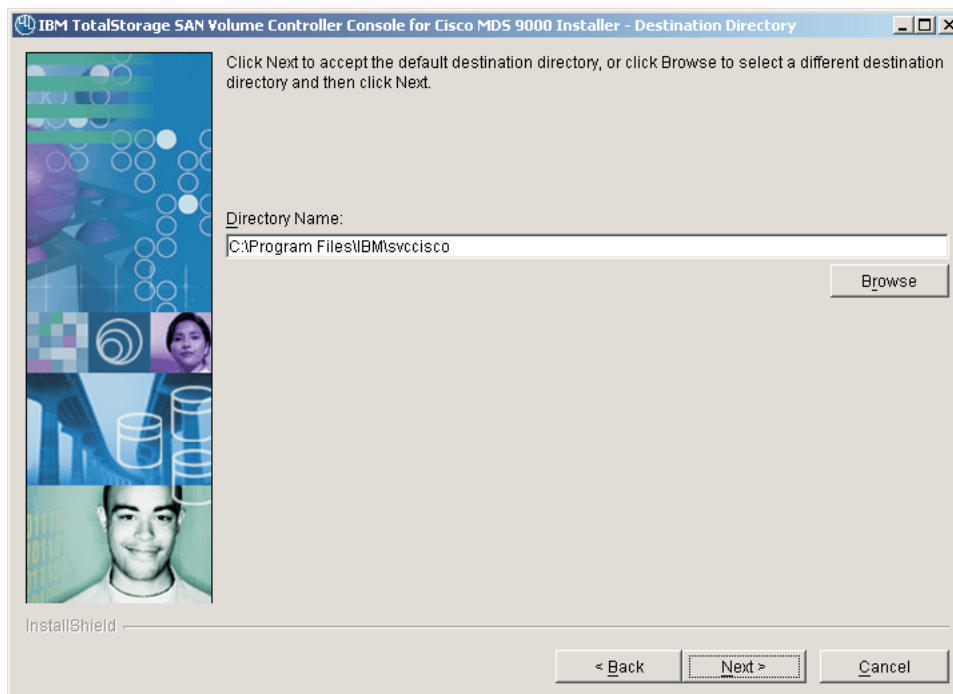 IBM TotalStorage SAN Volume Controller Console for Cisco MDS 9000 Installer - Destination Directory
Click Next to accept the default destination directory, or click Browse to select a different destination
directory and then click Next.
Directory Name:
C:\Program Files\IBM\svccisco
Browse
InstallShield
< Back Next > Cancel